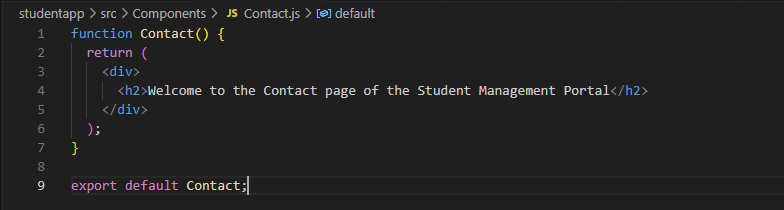 studentapp > src > Components > JS Contact.js > default
1 function Contact() {
2   return (
3     <div>
4       <h2>Welcome to the Contact page of the Student Management Portal</h2>
5     </div>
6   );
7 }
8
9 export default Contact;